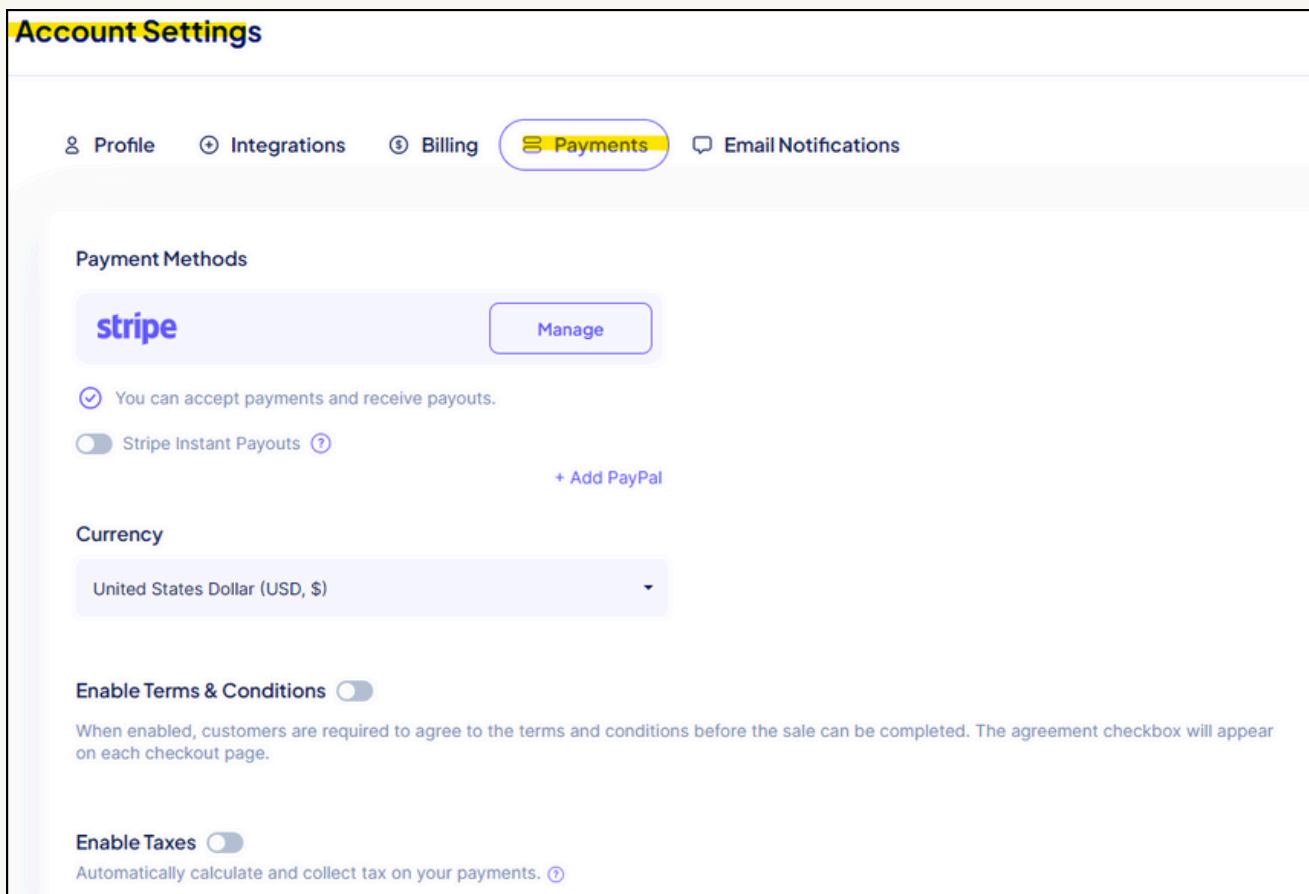 Account Settings
Profile Integrations Billing Payments Email Notifications
Payment Methods
stripe Manage
You can accept payments and receive payouts.
Stripe Instant Payouts ?
+ Add PayPal
Currency
United States Dollar (USD, $)
Enable Terms & Conditions
When enabled, customers are required to agree to the terms and conditions before the sale can be completed. The agreement checkbox will appear
on each checkout page.
Enable Taxes
Automatically calculate and collect tax on your payments. ?